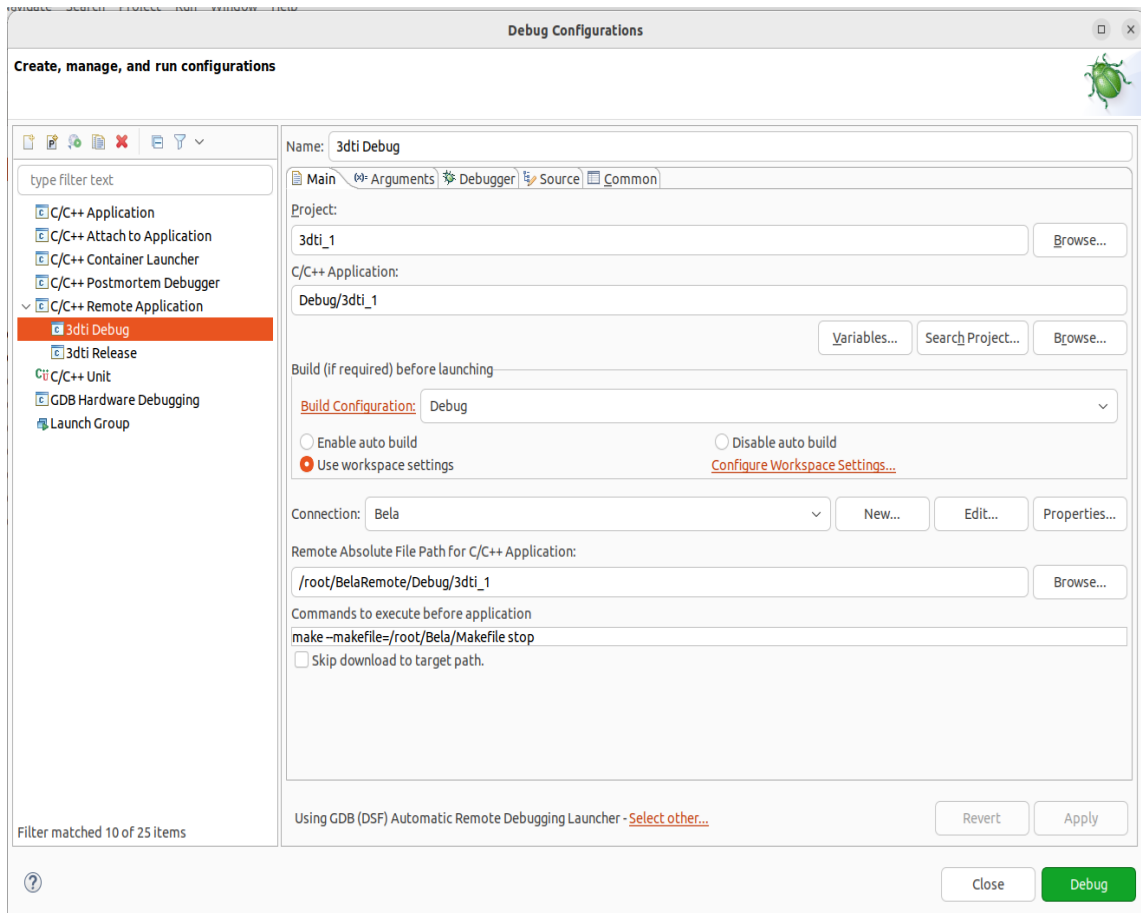 Navigate Search Project Run Window Help
Debug Configurations
Create, manage, and run configurations
type filter text
C/C++ Application
C/C++ Attach to Application
C/C++ Container Launcher
C/C++ Postmortem Debugger
C/C++ Remote Application
3dti Debug
3dti Release
C/C++ Unit
GDB Hardware Debugging
Launch Group
Filter matched 10 of 25 items
Name: 3dti Debug
Main Arguments Debugger Source Common
Project:
3dti_1 Browse...
C/C++ Application:
Debug/3dti_1
Variables... Search Project... Browse...
Build (if required) before launching
Build Configuration: Debug
Enable auto build Disable auto build
Use workspace settings Configure Workspace Settings...
Connection: Bela New... Edit... Properties...
Remote Absolute File Path for C/C++ Application:
/root/BelaRemote/Debug/3dti_1 Browse...
Commands to execute before application
make --makefile=/root/Bela/Makefile stop
Skip download to target path.
Using GDB (DSF) Automatic Remote Debugging Launcher - Select other... Revert Apply
Close Debug